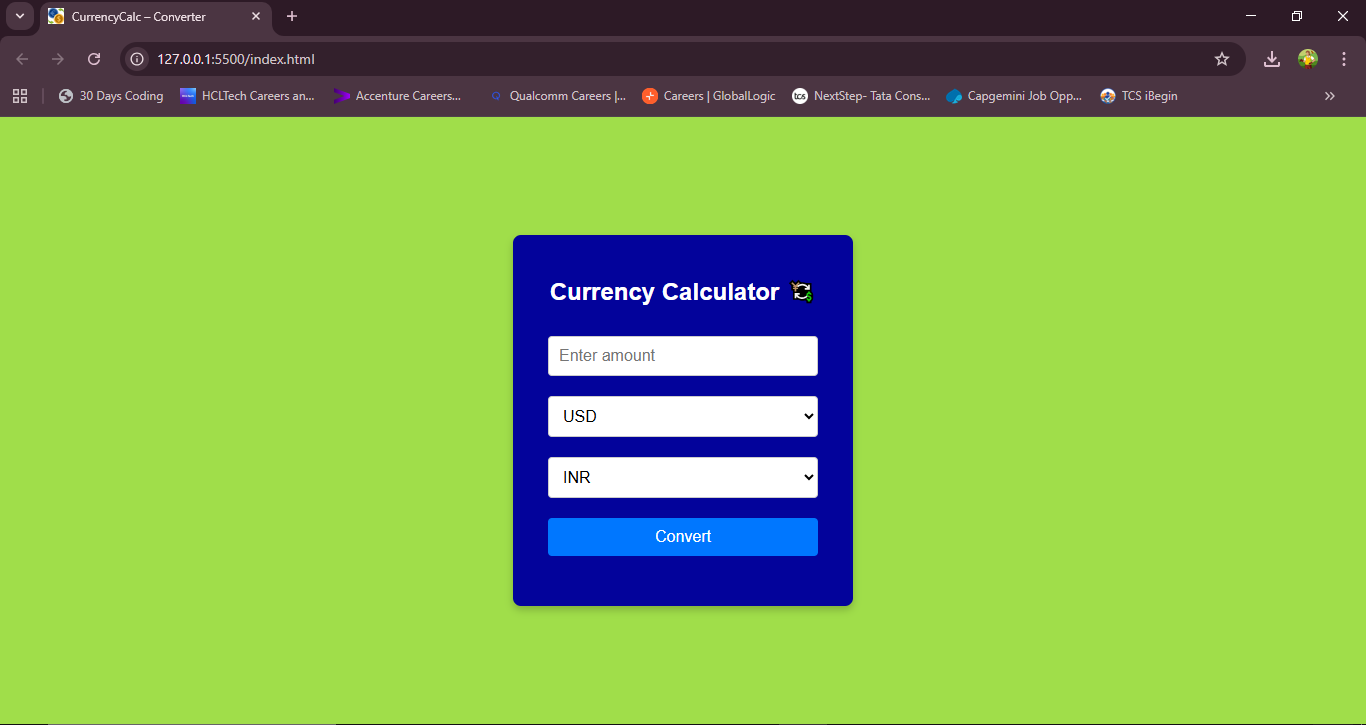 CurrencyCalc – Converter
127.0.0.1:5500/index.html
30 Days Coding
HCLTech Careers an...
Accenture Careers...
Qualcomm Careers |...
Careers | GlobalLogic
tcs
NextStep- Tata Cons...
Capgemini Job Opp...
TCS iBegin
Currency Calculator
Enter amount
USD
INR
Convert